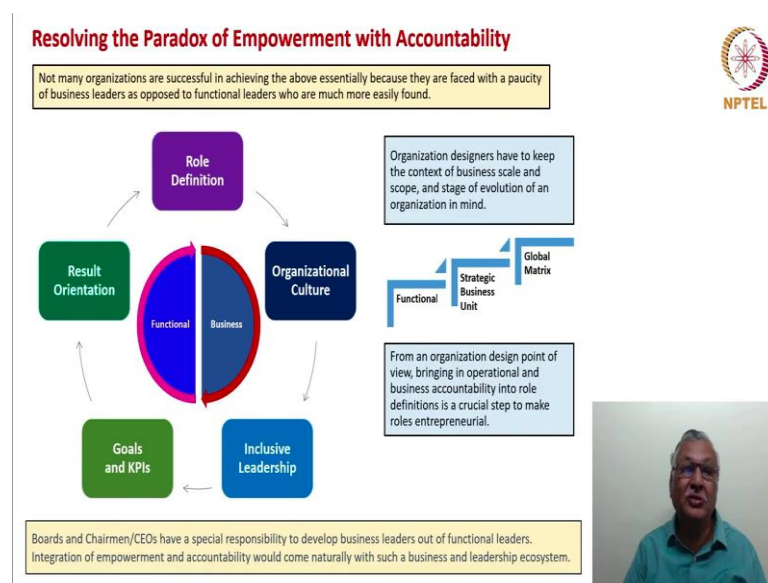 Resolving the Paradox of Empowerment with Accountability
NPTEL
Not many organizations are successful in achieving the above essentially because they are faced with a paucity
of business leaders as opposed to functional leaders who are much more easily found.
Role
Definition
Organizational
Culture
Inclusive
Leadership
Goals
and KPIs
Result
Orientation
Functional
Business
Organization designers have to keep
the context of business scale and
scope, and stage of evolution of an
organization in mind.
Functional
Strategic
Business
Unit
Global
Matrix
From an organization design point of
view, bringing in operational and
business accountability into role
definitions is a crucial step to make
roles entrepreneurial.
Boards and Chairmen/CEOs have a special responsibility to develop business leaders out of functional leaders.
Integration of empowerment and accountability would come naturally with such a business and leadership ecosystem.